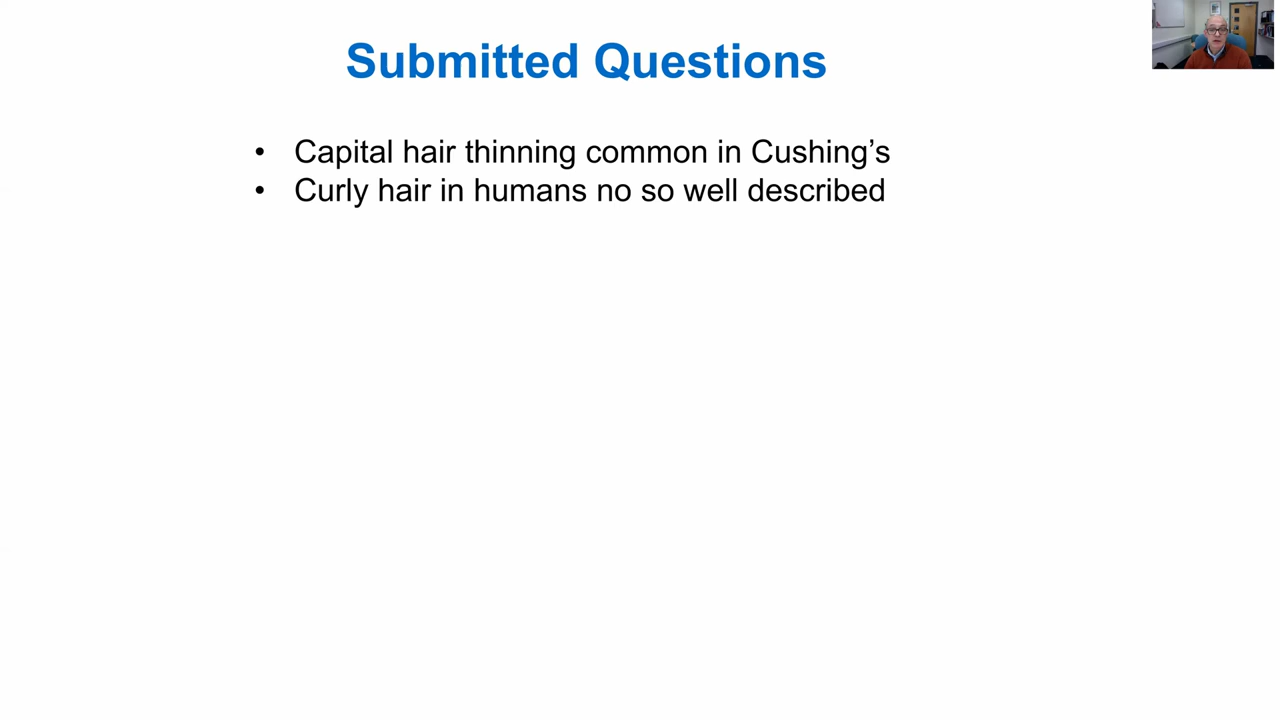 Submitted Questions
• Capital hair thinning common in Cushing’s
• Curly hair in humans no so well described